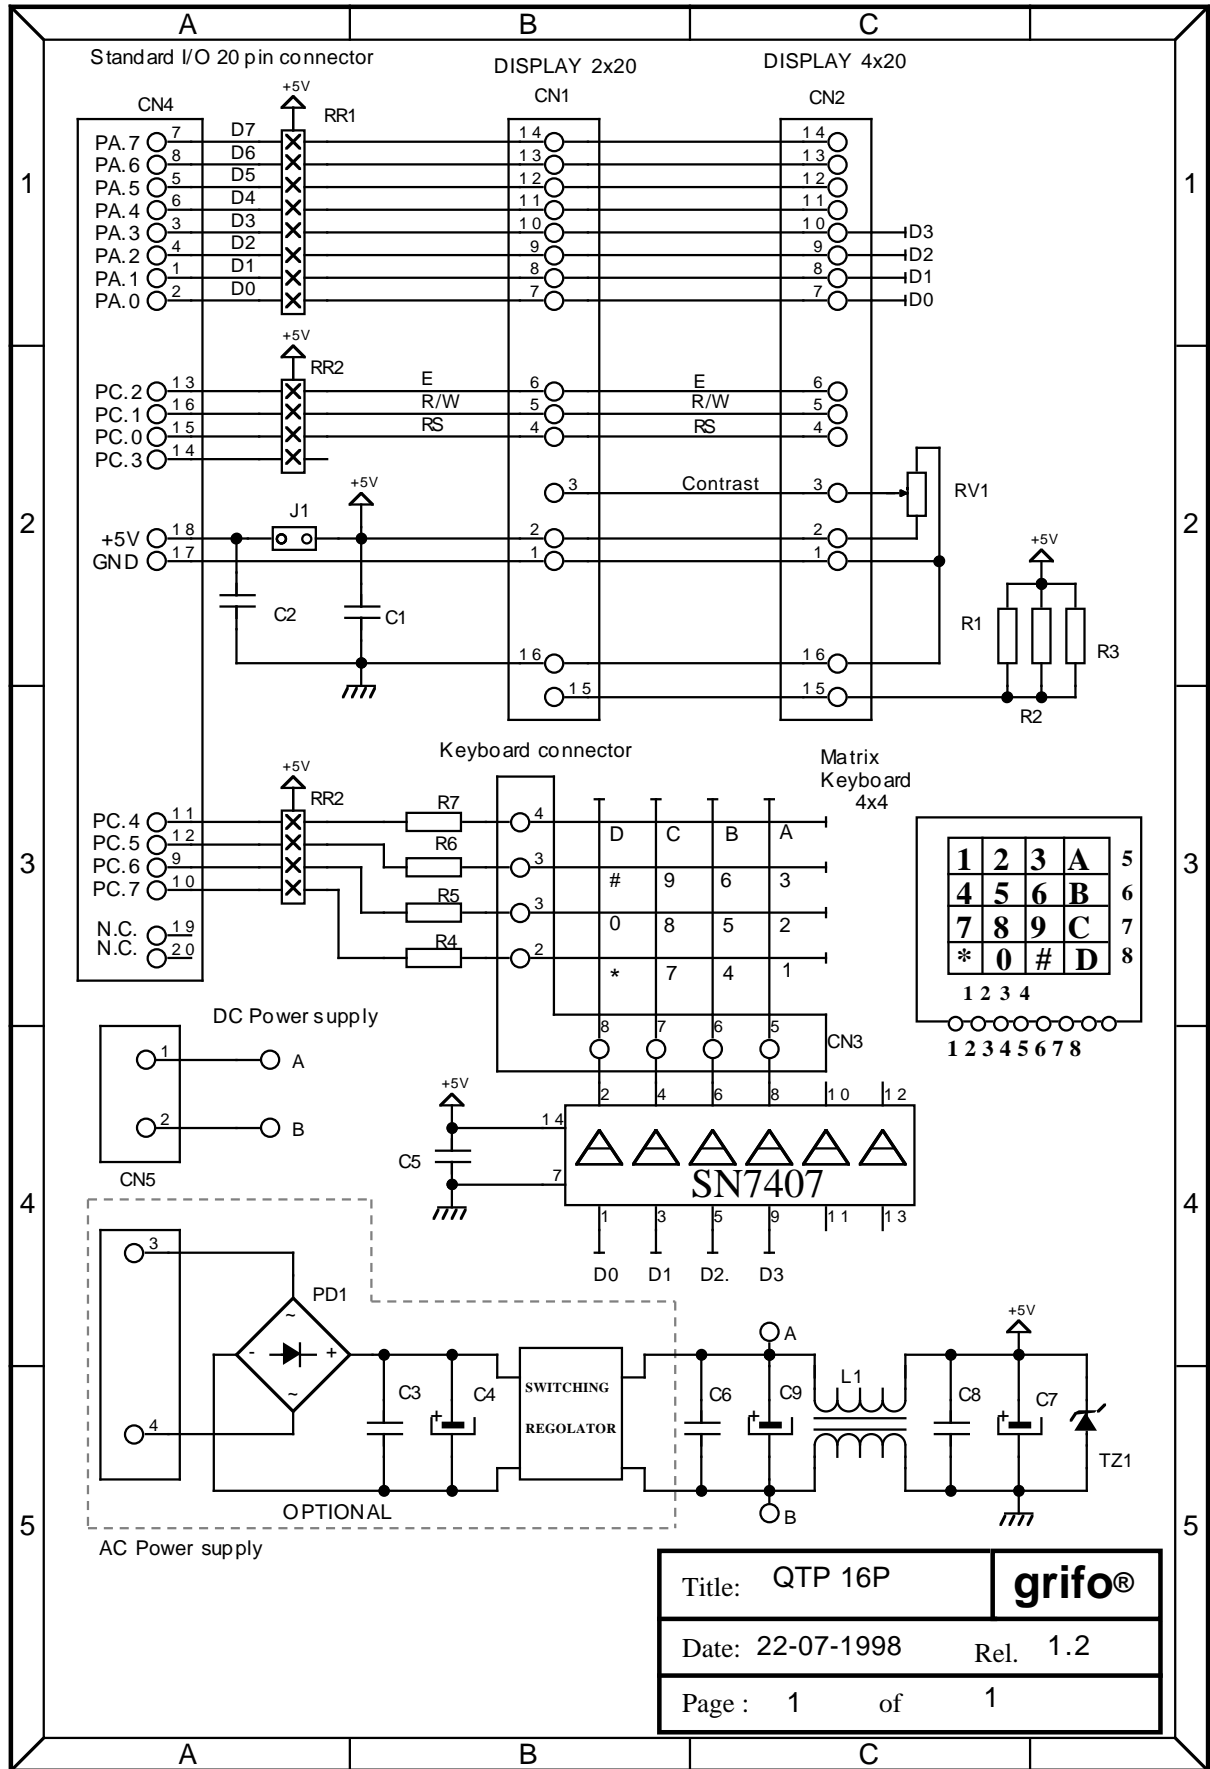 A B C
Standard I/O 20 pin connector
DISPLAY 2x20
DISPLAY 4x20
CN4
+5V
RR1
CN1
CN2
PA.7 7 D7 14 14
PA.6 8 D6 13 13
PA.5 5 D5 12 12
PA.4 6 D4 11 11
PA.3 3 D3 10 10 D3
PA.2 4 D2 9 9 D2
PA.1 1 D1 8 8 D1
PA.0 2 D0 7 7 D0
1 1
+5V
RR2
PC.2 13 E 6 E 6
PC.1 16 R/W 5 R/W 5
PC.0 15 RS 4 RS 4
PC.3 14
3 Contrast 3 RV1
+5V
J1
2 2
+5V 18 2 2
GND 17 1 1
+5V
C2 C1
R1 R3
R2
16 16
15 15
Keyboard connector
Matrix
Keyboard
4x4
+5V
RR2
PC.4 11 R7 4
PC.5 12 R6 3
PC.6 9 R5 3
PC.7 10 R4 2
N.C. 19
N.C. 20
D C B A
# 9 6 3
0 8 5 2
* 7 4 1
3 3
1 2 3 A 5
4 5 6 B 6
7 8 9 C 7
* 0 # D 8
1 2 3 4
1 2 3 4 5 6 7 8
8 7 6 5
CN3
DC Power supply
1 A
2 B
CN5
+5V
C5
14
7
2 4 6 8 10 12
SN7407
1 3 5 9 11 13
D0 D1 D2. D3
4 4
3
4
PD1
~
- +
~
C3 C4
+
SWITCHING
REGOLATOR
OPTIONAL
AC Power supply
A
B
C6 C9
+
L1
C8 C7
+
+5V
TZ1
5 5
Title: QTP 16P grifo®
Date: 22-07-1998 Rel. 1.2
Page : 1 of 1
A B C